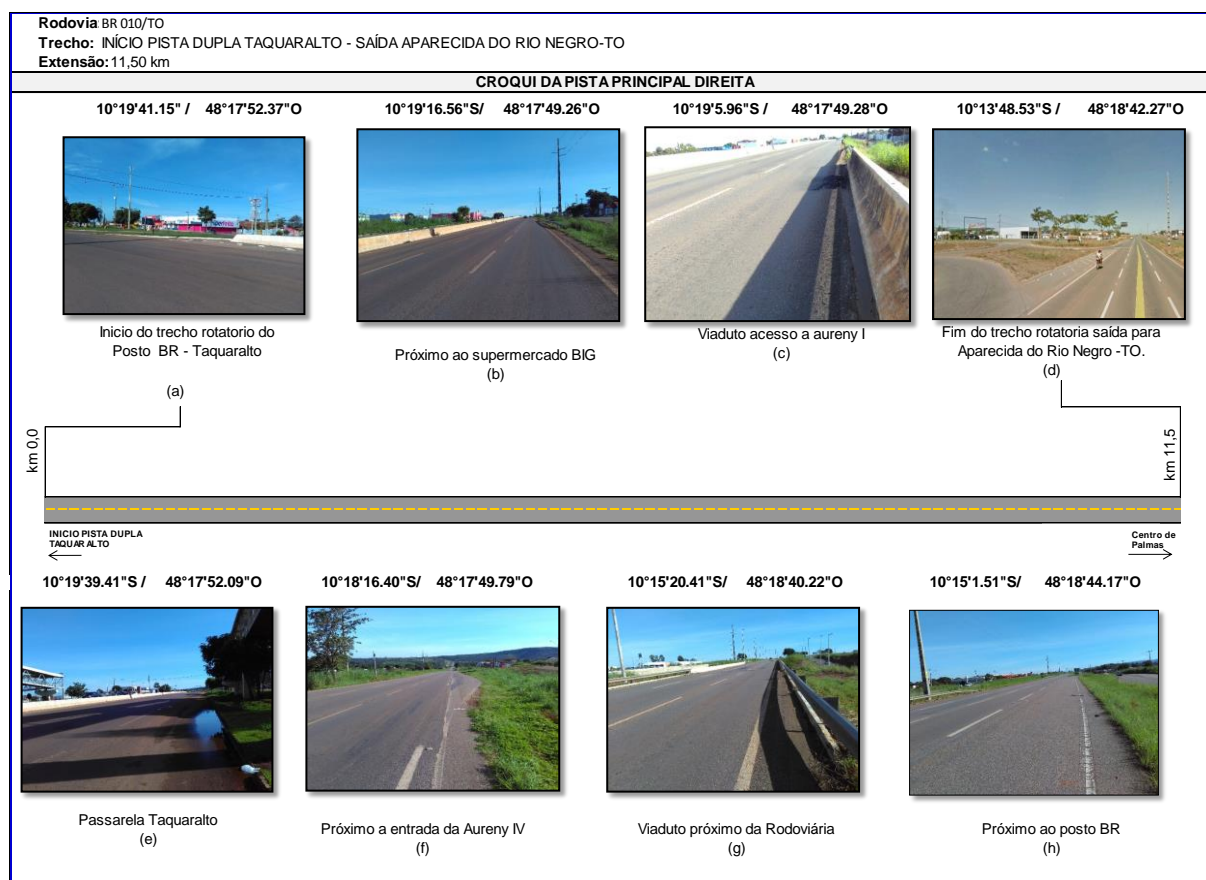 Rodovia: BR 010/TO
Trecho: INÍCIO PISTA DUPLA TAQUARALTO - SAÍDA APARECIDA DO RIO NEGRO-TO
Extensão: 11,50 km
CROQUI DA PISTA PRINCIPAL DIREITA
10°19'41.15" / 48°17'52.37"O
10°19'16.56"S/ 48°17'49.26"O
10°19'5.96"S / 48°17'49.28"O
10°13'48.53"S / 48°18'42.27"O
Inicio do trecho rotatorio do
Posto BR - Taquaralto
(a)
Próximo ao supermercado BIG
(b)
Viaduto acesso a aureny I
(c)
Fim do trecho rotatoria saída para
Aparecida do Rio Negro -TO.
(d)
km 0,0
km 11,5
INICIO PISTA DUPLA
TAQUARALTO
Centro de
Palmas
10°19'39.41"S / 48°17'52.09"O
10°18'16.40"S/ 48°17'49.79"O
10°15'20.41"S/ 48°18'40.22"O
10°15'1.51"S/ 48°18'44.17"O
Passarela Taquaralto
(e)
Próximo a entrada da Aureny IV
(f)
Viaduto próximo da Rodoviária
(g)
Próximo ao posto BR
(h)